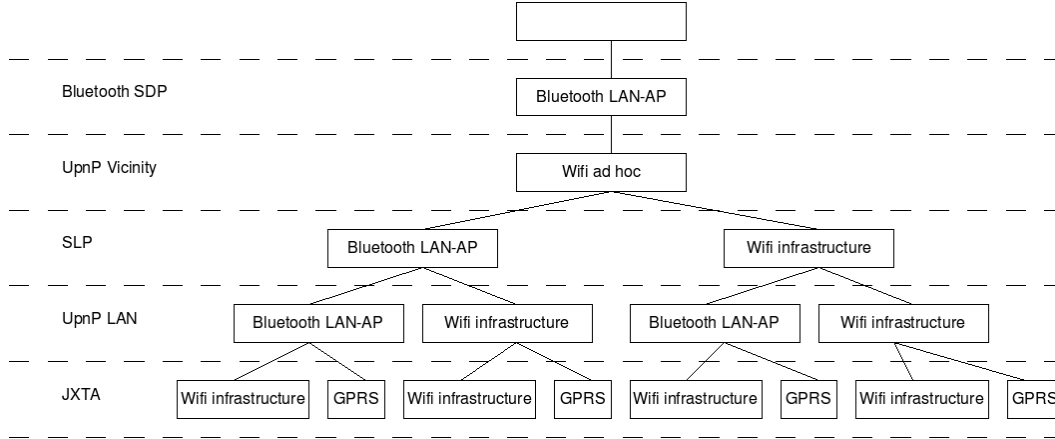 Bluetooth SDP
Bluetooth LAN-AP
UpnP Vicinity
Wifi ad hoc
SLP
Bluetooth LAN-AP
Wifi infrastructure
UpnP LAN
Bluetooth LAN-AP
Wifi infrastructure
Bluetooth LAN-AP
Wifi infrastructure
JXTA
Wifi infrastructure
GPRS
Wifi infrastructure
GPRS
Wifi infrastructure
GPRS
Wifi infrastructure
GPRS